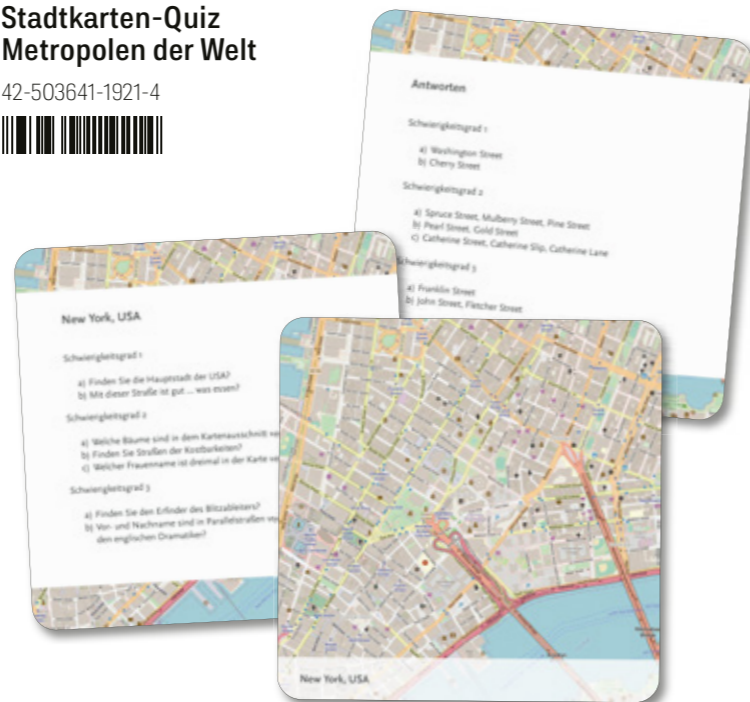 Stadtkarten-Quiz
Metropolen der Welt
42-503641-1921-4
Antworten
Schwierigkeitsgrad 1
a) Washington Street
b) Cherry Street
Schwierigkeitsgrad 2
a) Spruce Street, Mulberry Street, Pine Street
b) Pearl Street, Gold Street
c) Catherine Street, Catherine Slip, Catherine Lane
Schwierigkeitsgrad 3
a) Franklin Street
b) John Street, Fletcher Street
New York, USA
Schwierigkeitsgrad 1
a) Finden Sie die Hauptstadt der USA?
b) Mit dieser Straße ist gut ... was essen?
Schwierigkeitsgrad 2
a) Welche Bäume sind in dem Kartenausschnitt
b) Finden Sie Straßen der Kostbarkeiten?
c) Welcher Frauenname ist dreimal in der Karte
Schwierigkeitsgrad 3
a) Finden Sie den Erfinder des Blitzableiters?
b) Vor- und Nachname sind in Parallelstraßen
den englischen Dramatiker?
New York, USA